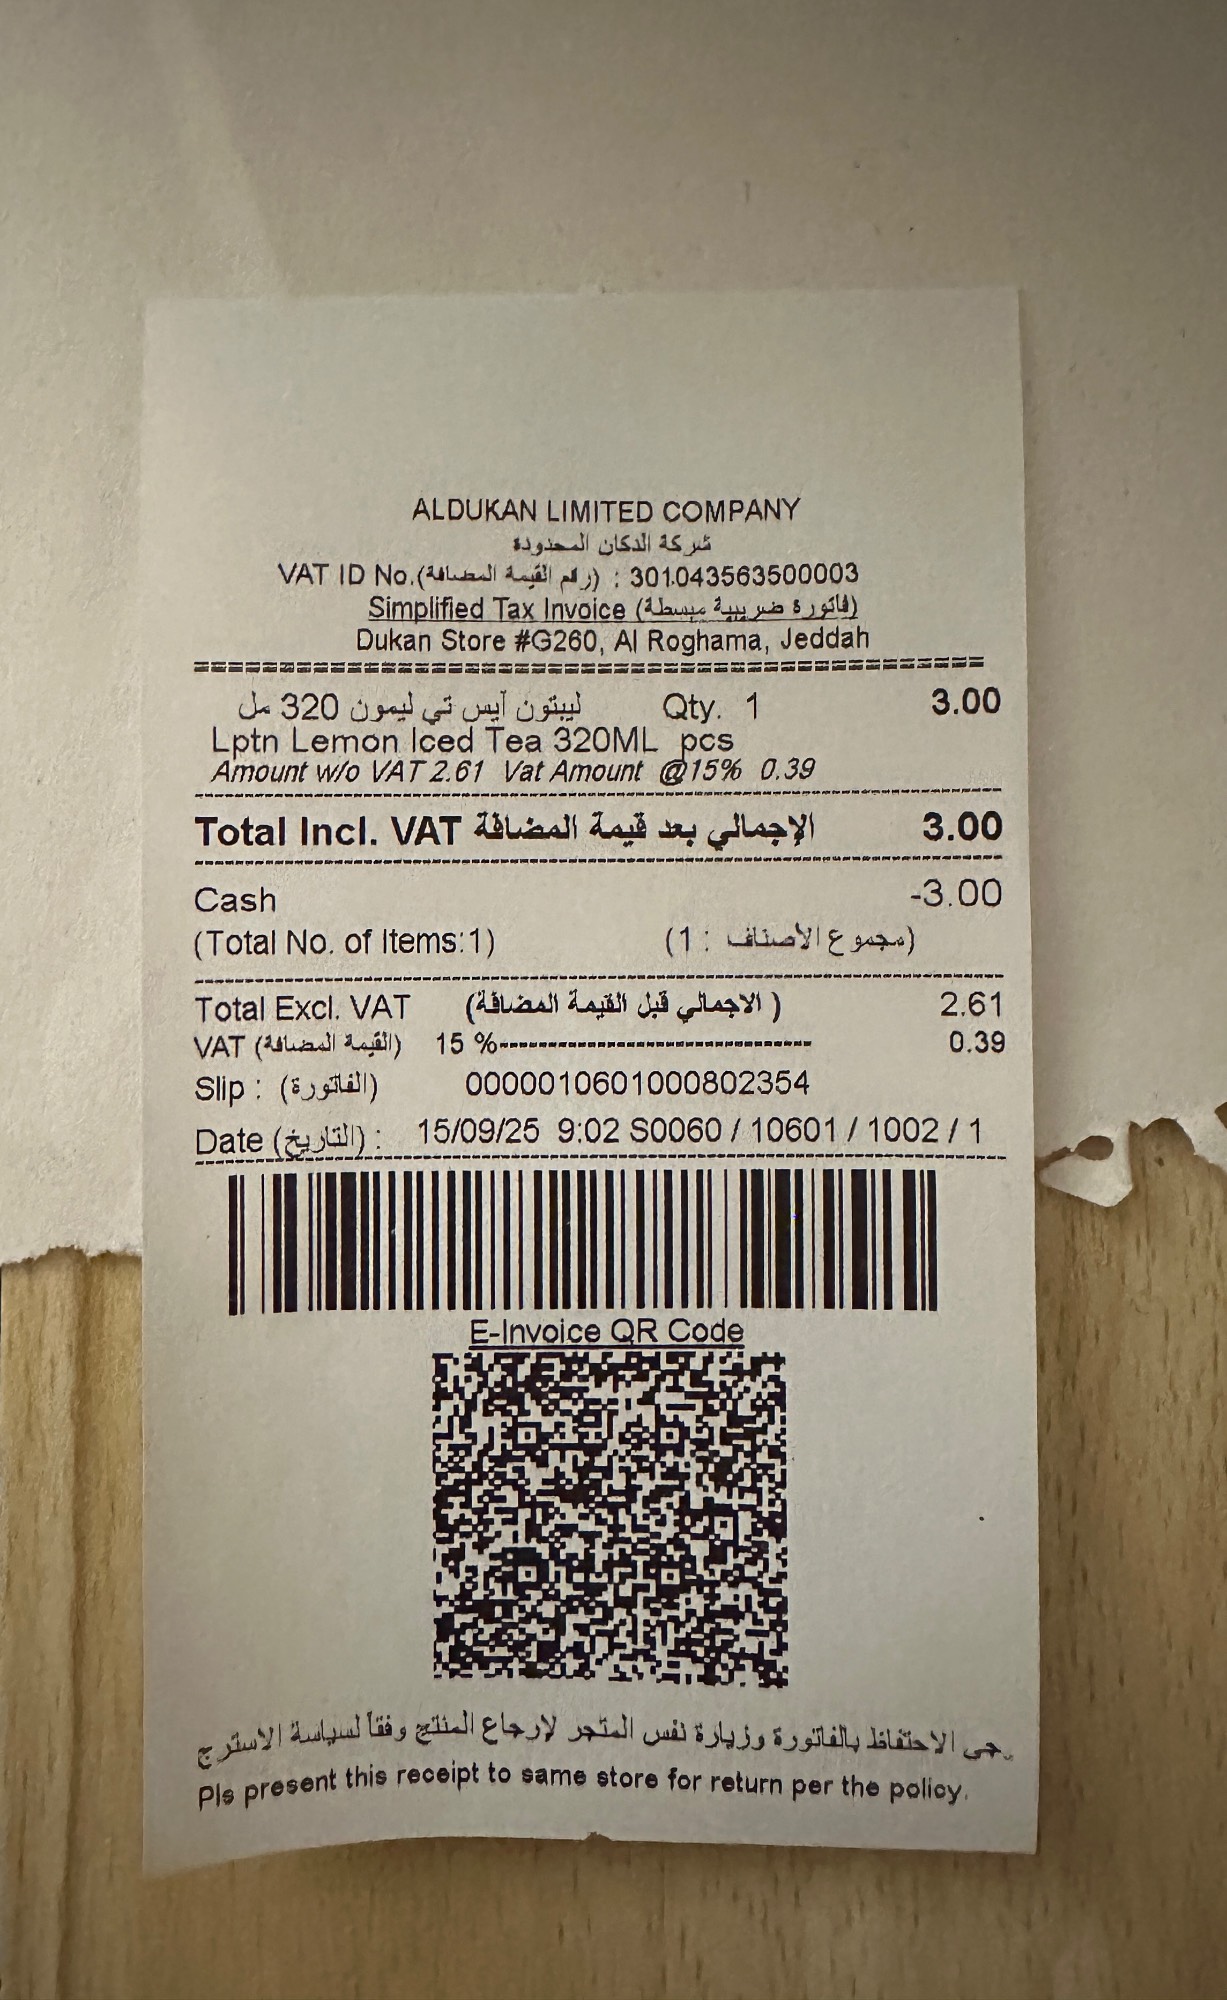 ALDUKAN LIMITED COMPANY
شركة الدكان المحدودة
VAT ID No.(رقم القيمة المضافة) : 301043563500003
Simplified Tax Invoice (فاتورة ضريبية مبسطة)
Dukan Store #G260, Al Roghama, Jeddah
ليبتون آيس تي ليمون 320 مل Qty. 1 3.00
Lptn Lemon Iced Tea 320ML pcs
Amount w/o VAT 2.61 Vat Amount @15% 0.39
Total Incl. VAT الإجمالي بعد قيمة المضافة 3.00
Cash -3.00
(Total No. of Items:1) (مجموع الأصناف : 1)
Total Excl. VAT (الاجمالي قبل القيمة المضافة ) 2.61
VAT (القيمة المضافة) 15 % 0.39
Slip : (الفاتورة) 0000010601000802354
Date (التاريخ) : 15/09/25 9:02 S0060 / 10601 / 1002 / 1
E-Invoice QR Code
الاحتفاظ بالفاتورة وزيارة نفس المتجر لارجاع المنتج وفقاً لسياسة الاسترج
Pls present this receipt to same store for return per the policy.